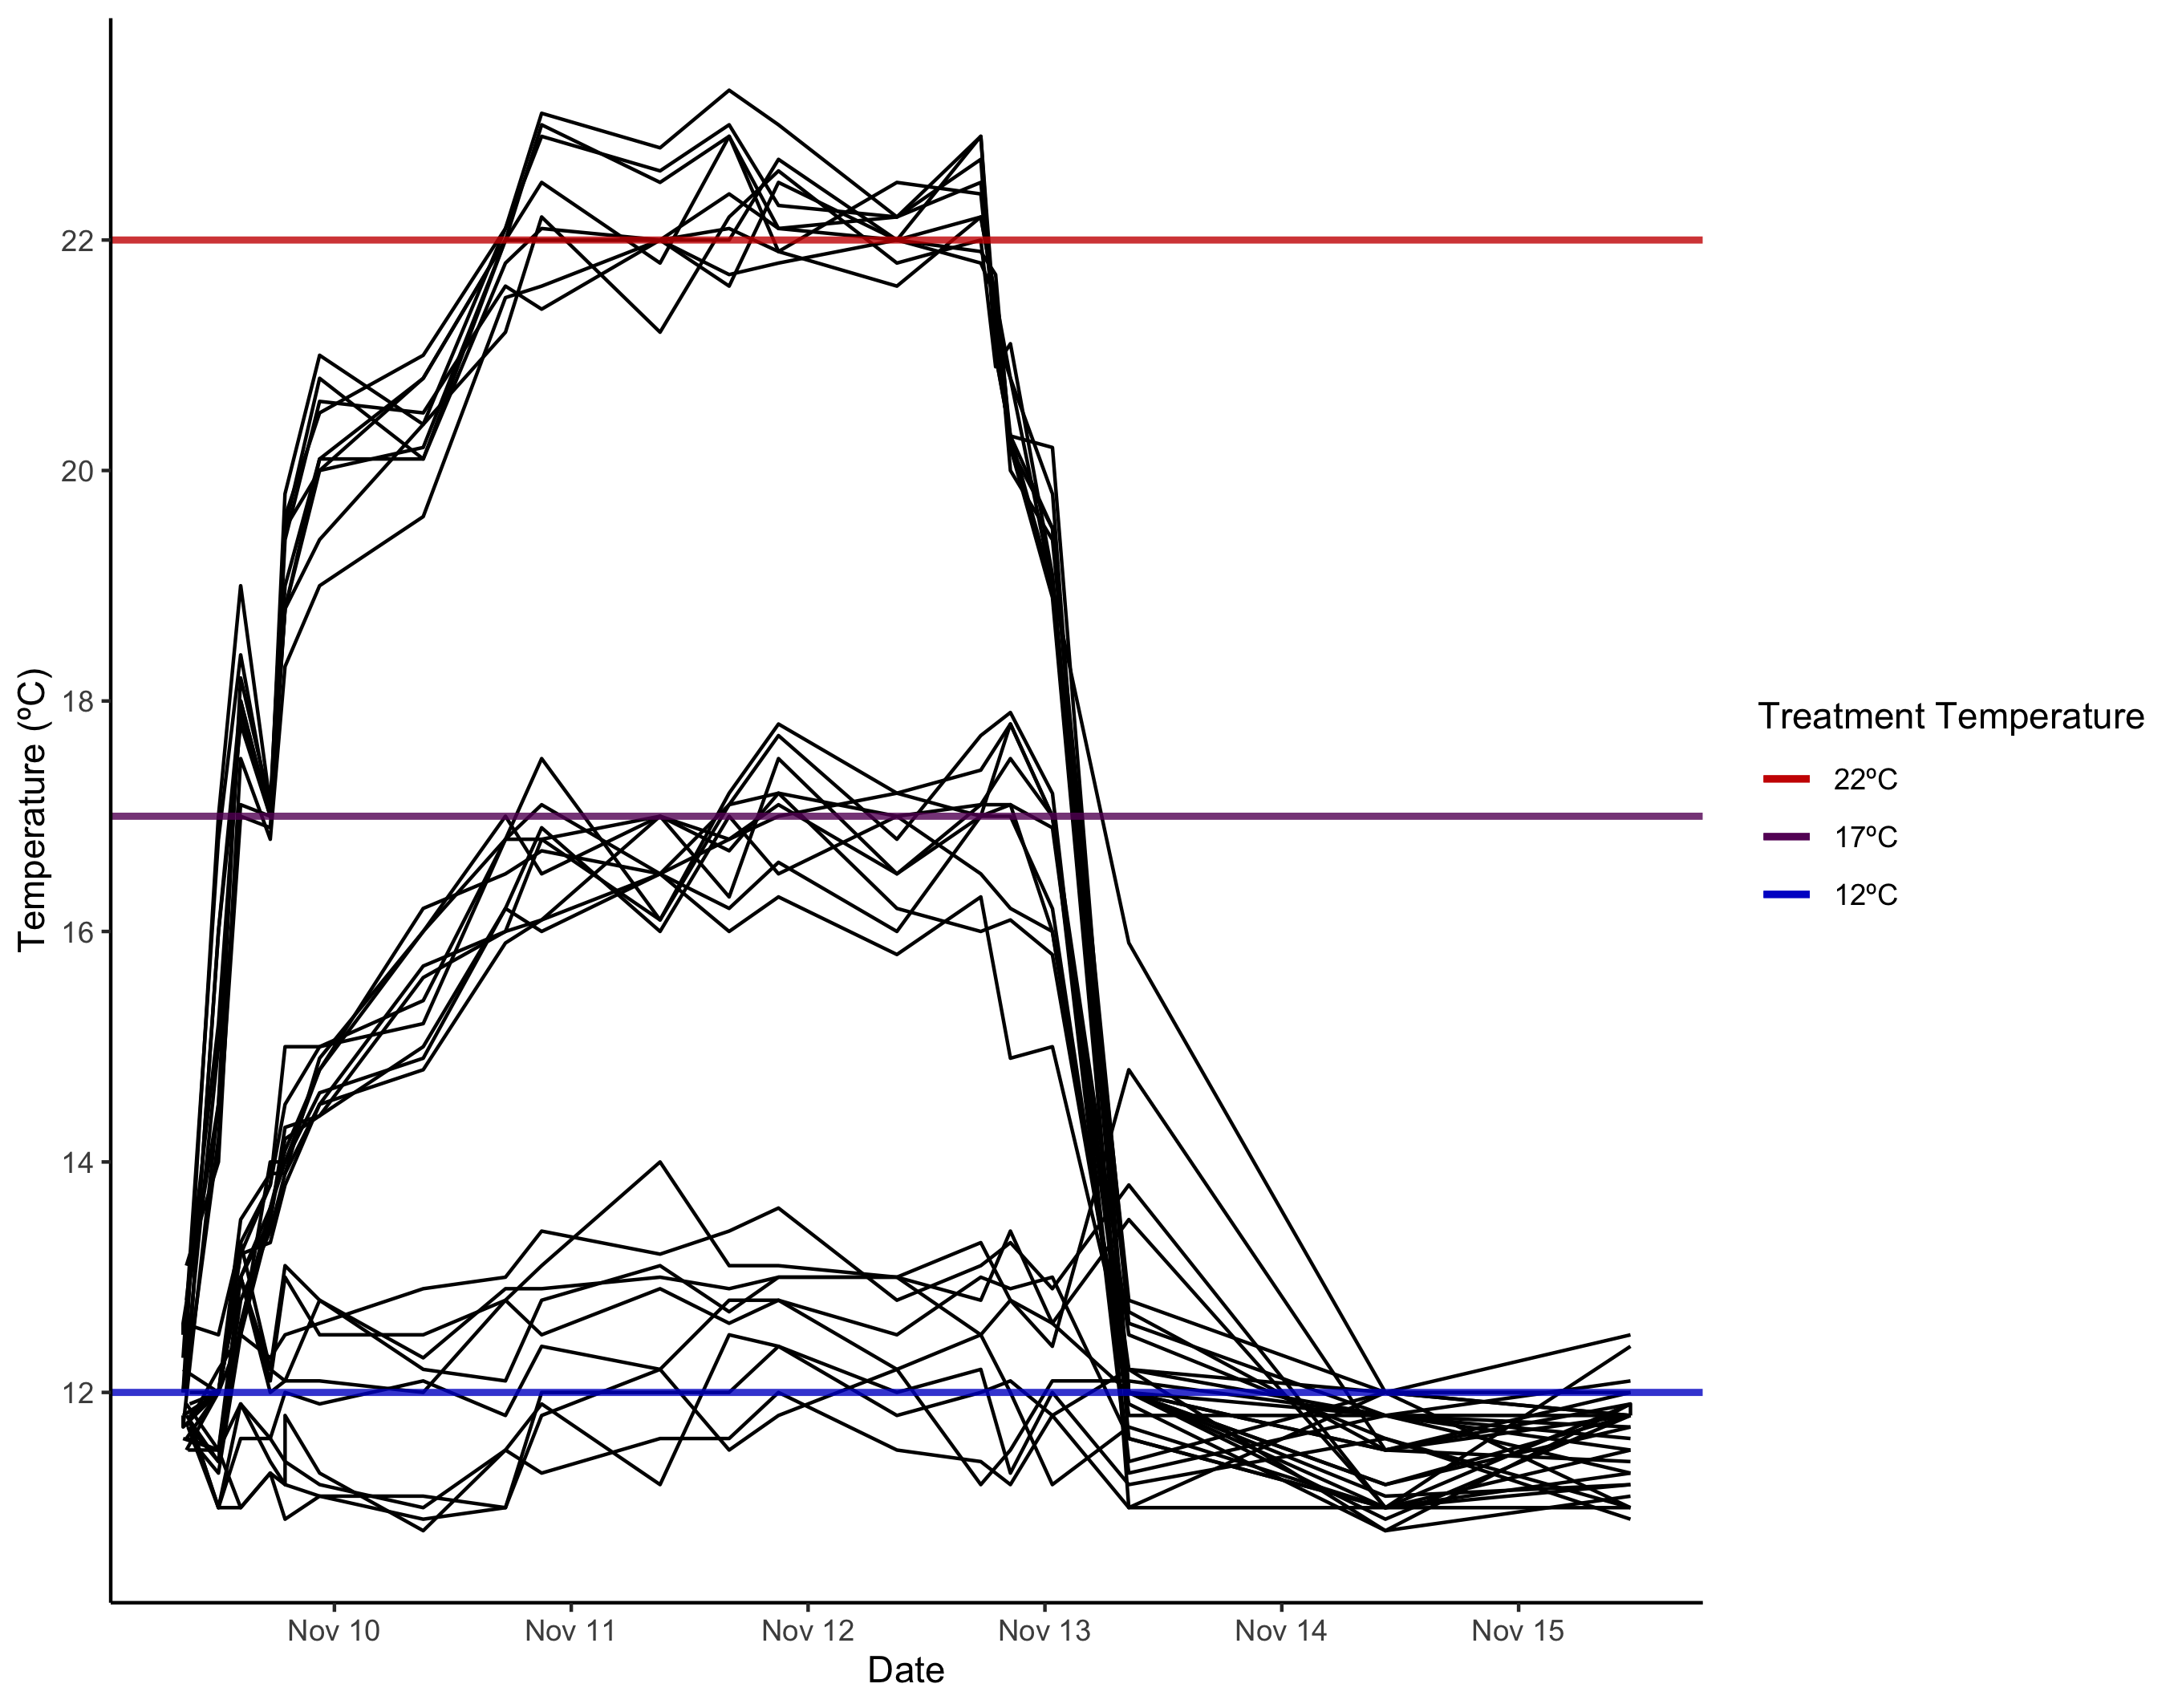 22
20
18
16
14
12
Temperature (ºC)
Nov 10 Nov 11 Nov 12 Nov 13 Nov 14 Nov 15
Date
Treatment Temperature
22ºC
17ºC
12ºC